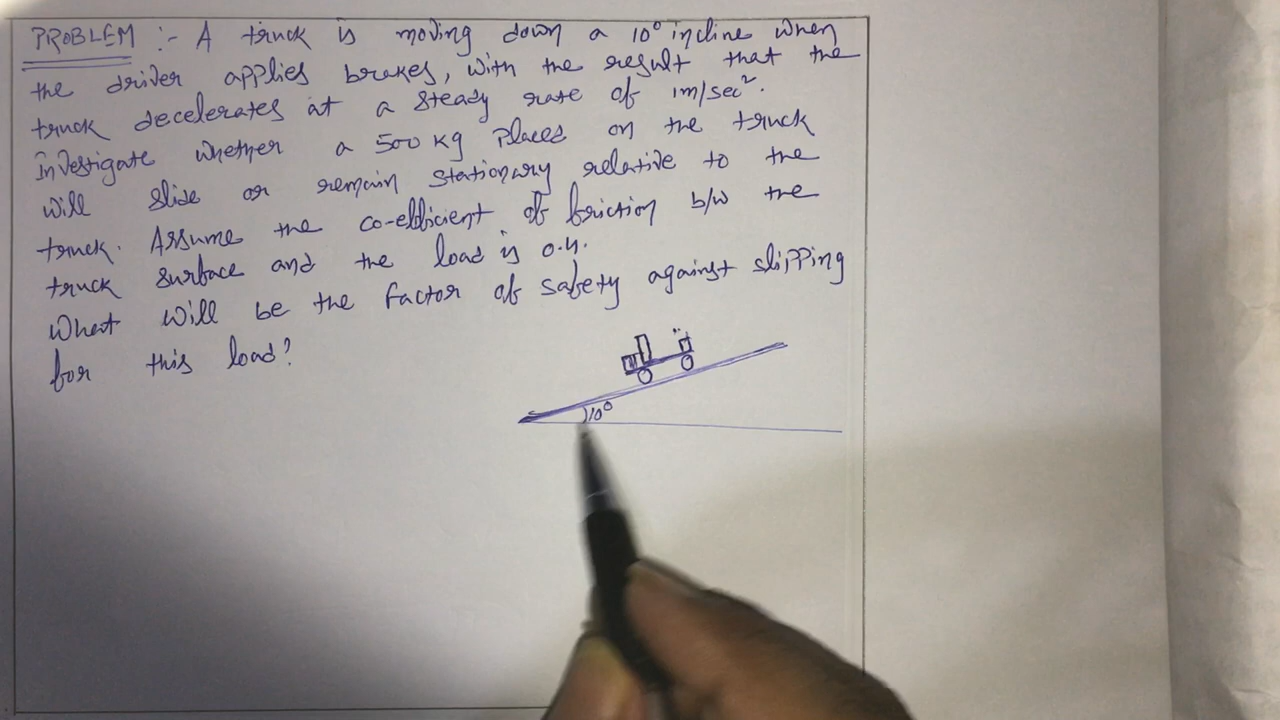 PROBLEM :- A truck is moving down a 10° incline when
the driver applies brakes, with the result that the
truck decelerates at a steady rate of 1m/sec².
Investigate whether a 500 kg places on the truck
will slide or remain stationary relative to the
truck. Assume the co-efficient of friction b/w the
truck surface and the load is 0.4.
What will be the factor of safety against slipping
for this load?
10°